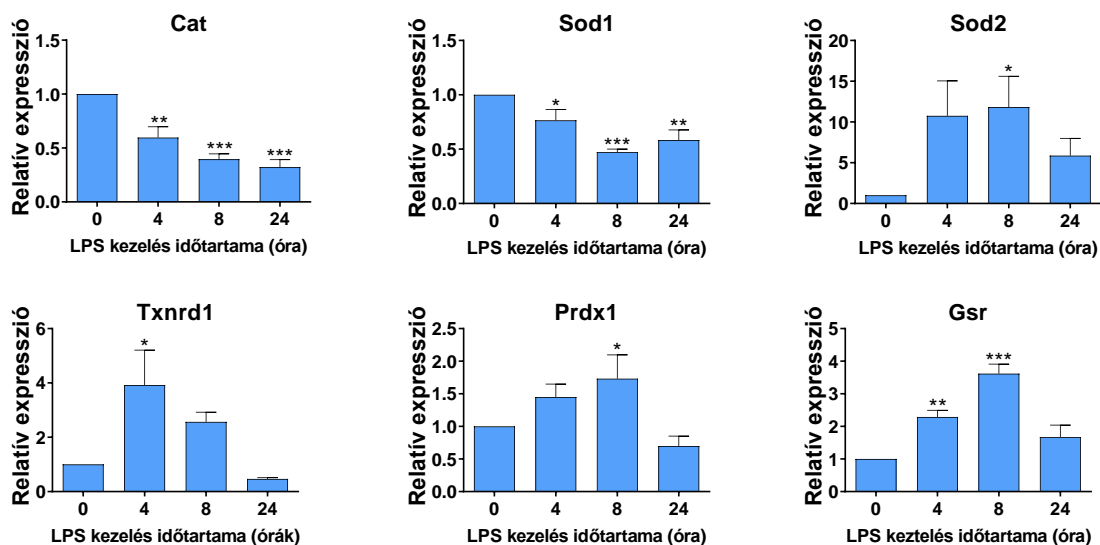 Cat
Relatív expresszió
1.5
1.0
0.5
0.0
**
***
***
0 4 8 24
LPS kezelés időtartama (óra)
Sod1
Relatív expresszió
1.5
1.0
0.5
0.0
*
***
**
0 4 8 24
LPS kezelés időtartama (óra)
Sod2
Relatív expresszió
20
15
10
5
0
*
0 4 8 24
LPS kezelés időtartama (óra)
Txnrd1
Relatív expresszió
6
4
2
0
*
0 4 8 24
LPS kezelés időtartama (órák)
Prdx1
Relatív expresszió
2.5
2.0
1.5
1.0
0.5
0.0
*
0 4 8 24
LPS kezelés időtartama (óra)
Gsr
Relatív expresszió
5
4
3
2
1
0
**
***
0 4 8 24
LPS keztelés időtartama (óra)